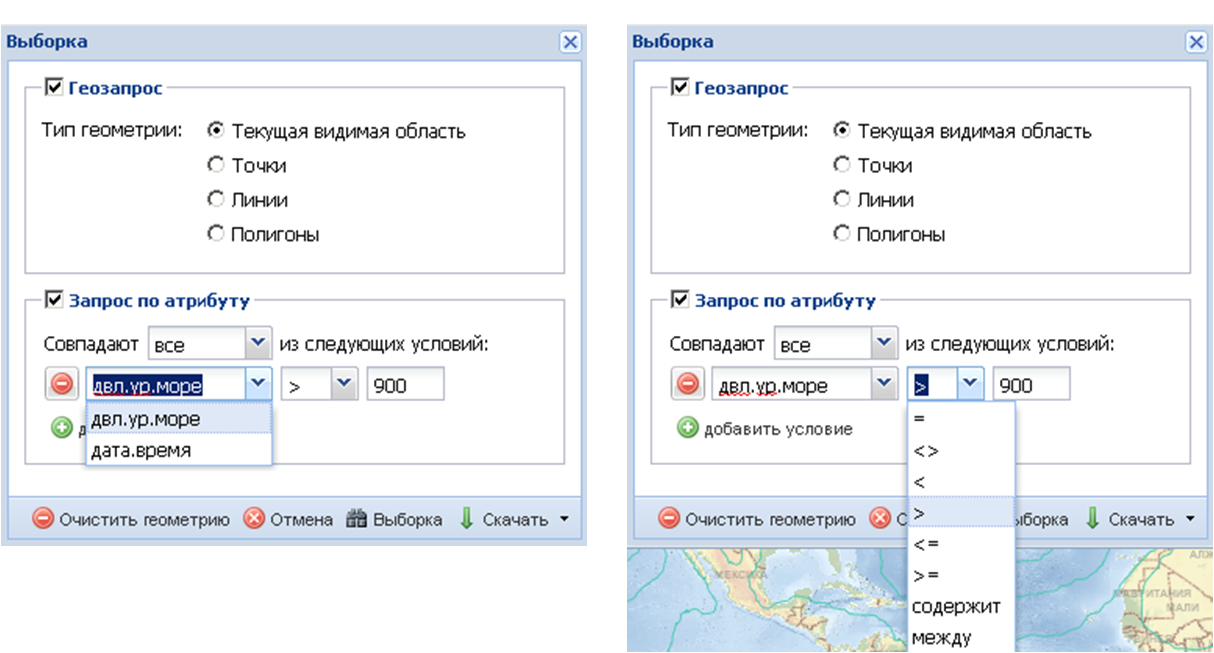 Выборка
Геозапрос
Тип геометрии: Текущая видимая область
Точки
Линии
Полигоны
Запрос по атрибуту
Совпадают все из следующих условий:
двл.ур.море > 900
двл.ур.море
дата.время
Очистить геометрию Отмена Выборка Скачать
Выборка
Геозапрос
Тип геометрии: Текущая видимая область
Точки
Линии
Полигоны
Запрос по атрибуту
Совпадают все из следующих условий:
двл.ур.море > 900
добавить условие
=
<>
<
>
<=
>=
содержит
между
Очистить геометрию Скачать
МЕКСИКА
МАВРИТАНИЯ
МАЛИ